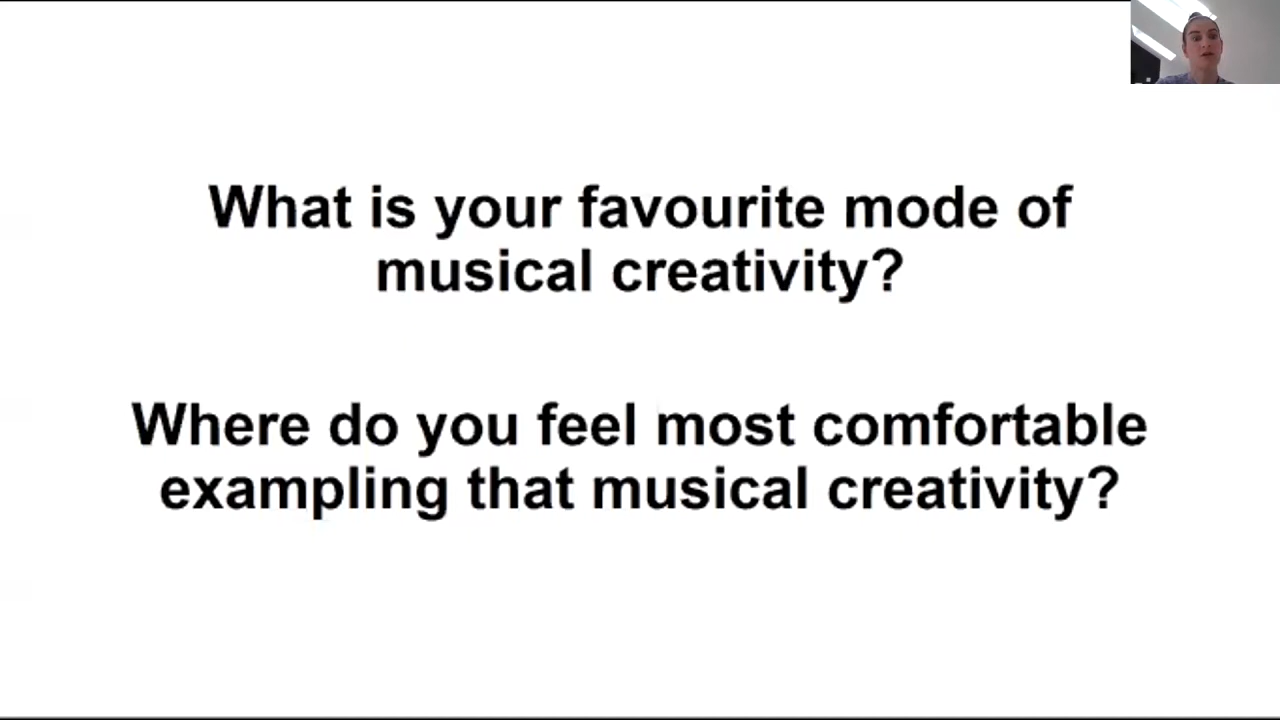 What is your favourite mode of
musical creativity?
Where do you feel most comfortable
exampling that musical creativity?